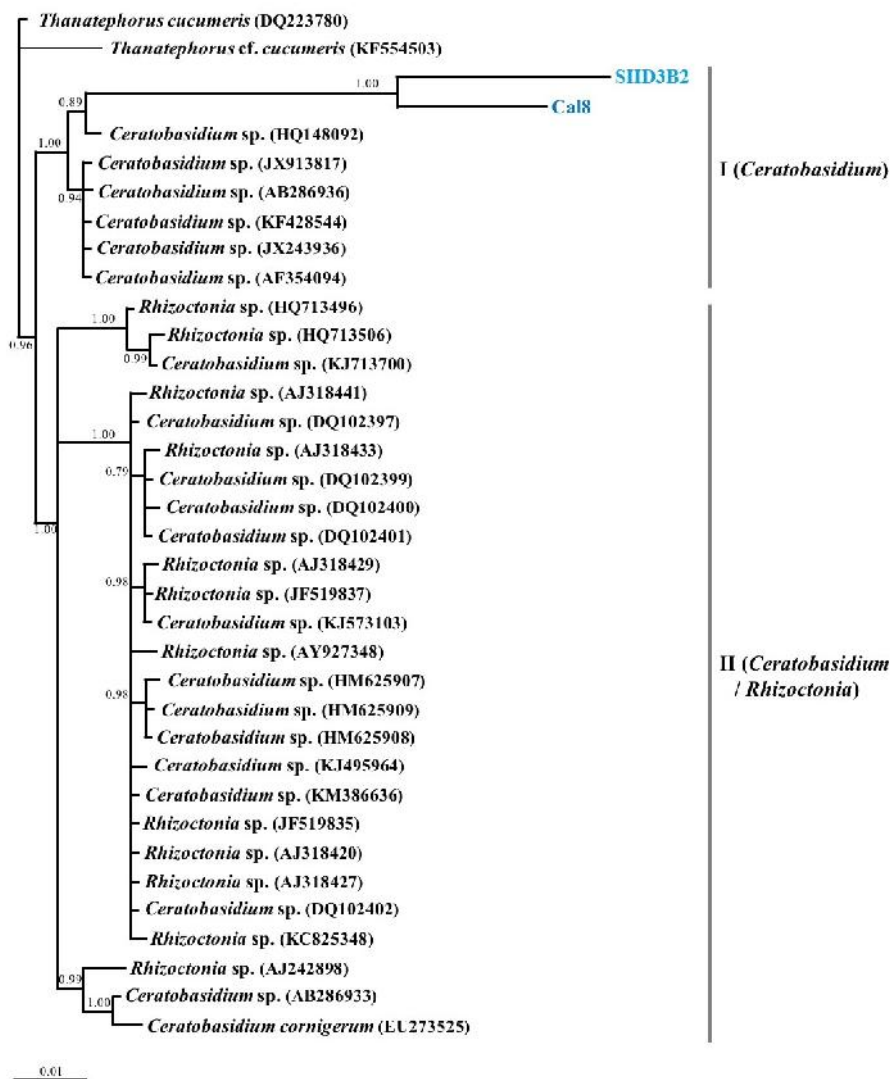 Thanatephorus cucumeris (DQ223780)
Thanatephorus cf. cucumeris (KF554503)
1.00
SHD3B2
0.89
Cal8
Ceratobasidium sp. (HQ148092)
1.00
Ceratobasidium sp. (JX913817)
I (Ceratobasidium)
0.94
Ceratobasidium sp. (AB286936)
Ceratobasidium sp. (KF428544)
Ceratobasidium sp. (JX243936)
Ceratobasidium sp. (AF354094)
Rhizoctonia sp. (HQ713496)
1.00
Rhizoctonia sp. (HQ713506)
0.96
0.99
Ceratobasidium sp. (KJ713700)
Rhizoctonia sp. (AJ318441)
Ceratobasidium sp. (DQ102397)
1.00
Rhizoctonia sp. (AJ318433)
0.79
Ceratobasidium sp. (DQ102399)
Ceratobasidium sp. (DQ102400)
1.00
Ceratobasidium sp. (DQ102401)
Rhizoctonia sp. (AJ318429)
0.98
Rhizoctonia sp. (JF519837)
Ceratobasidium sp. (KJ573103)
Rhizoctonia sp. (AY927348)
II (Ceratobasidium
/ Rhizoctonia)
Ceratobasidium sp. (HM625907)
0.98
Ceratobasidium sp. (HM625909)
Ceratobasidium sp. (HM625908)
Ceratobasidium sp. (KJ495964)
Ceratobasidium sp. (KM386636)
Rhizoctonia sp. (JF519835)
Rhizoctonia sp. (AJ318420)
Rhizoctonia sp. (AJ318427)
Ceratobasidium sp. (DQ102402)
Rhizoctonia sp. (KC825348)
0.99
Rhizoctonia sp. (AJ242898)
1.00
Ceratobasidium sp. (AB286933)
Ceratobasidium cornigerum (EU273525)
0.01